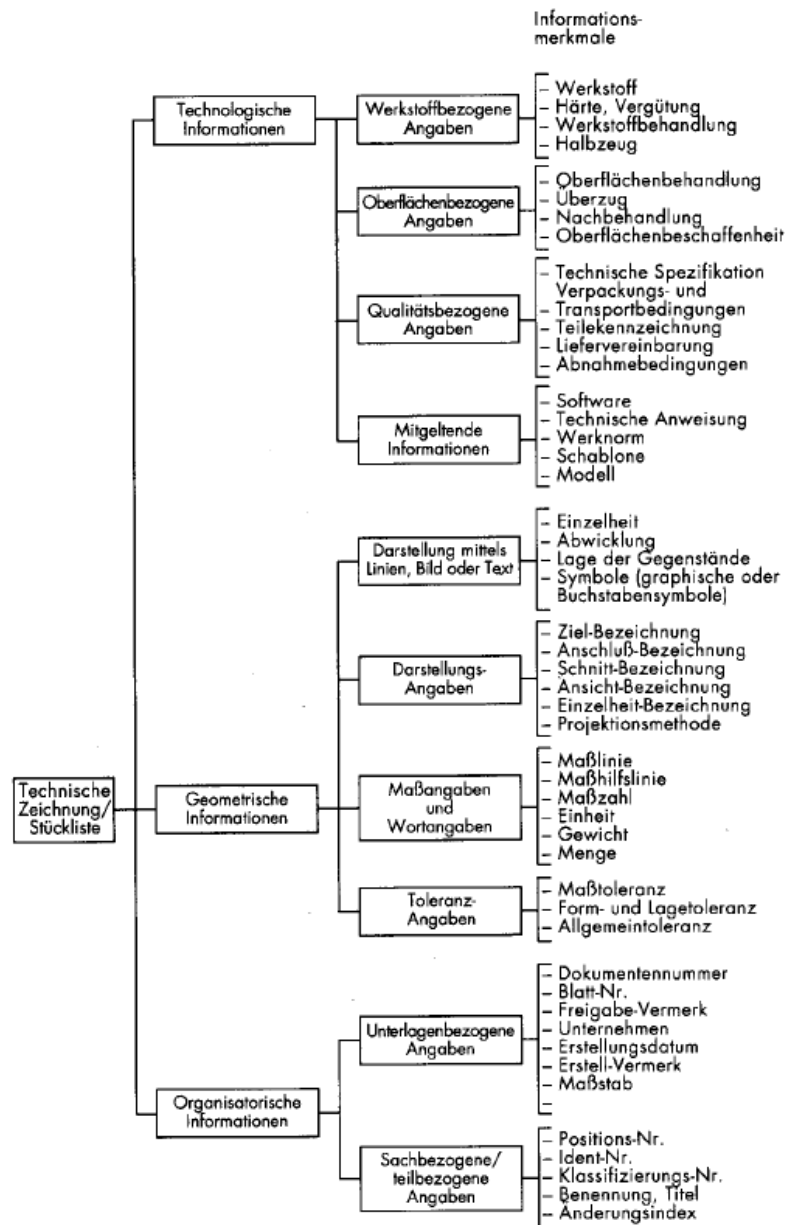 Informations-
merkmale
Technologische
Informationen
Werkstoffbezogene
Angaben
– Werkstoff
– Härte, Vergütung
– Werkstoffbehandlung
– Halbzeug
Oberflächenbezogene
Angaben
– Oberflächenbehandlung
– Überzug
– Nachbehandlung
– Oberflächenbeschaffenheit
Qualitätsbezogene
Angaben
– Technische Spezifikation
Verpackungs- und
– Transportbedingungen
– Teilekennzeichnung
– Liefervereinbarung
– Abnahmebedingungen
Mitgeltende
Informationen
– Software
– Technische Anweisung
– Werknorm
– Schablone
– Modell
Darstellung mittels
Linien, Bild oder Text
– Einzelheit
– Abwicklung
– Lage der Gegenstände
– Symbole (graphische oder
Buchstabensymbole)
Darstellungs-
Angaben
– Ziel-Bezeichnung
– Anschluß-Bezeichnung
– Schnitt-Bezeichnung
– Ansicht-Bezeichnung
– Einzelheit-Bezeichnung
– Projektionsmethode
Technische
Zeichnung/
Stückliste
Geometrische
Informationen
Maßangaben
und
Wortangaben
– Maßlinie
– Maßhilfslinie
– Maßzahl
– Einheit
– Gewicht
– Menge
Toleranz-
Angaben
– Maßtoleranz
– Form- und Lagetoleranz
– Allgemeintoleranz
Organisatorische
Informationen
Unterlagenbezogene
Angaben
– Dokumentennummer
– Blatt-Nr.
– Freigabe-Vermerk
– Unternehmen
– Erstellungsdatum
– Erstell-Vermerk
– Maßstab
–
Sachbezogene/
teilbezogene
Angaben
– Positions-Nr.
– Ident-Nr.
– Klassifizierungs-Nr.
– Benennung, Titel
– Änderungsindex